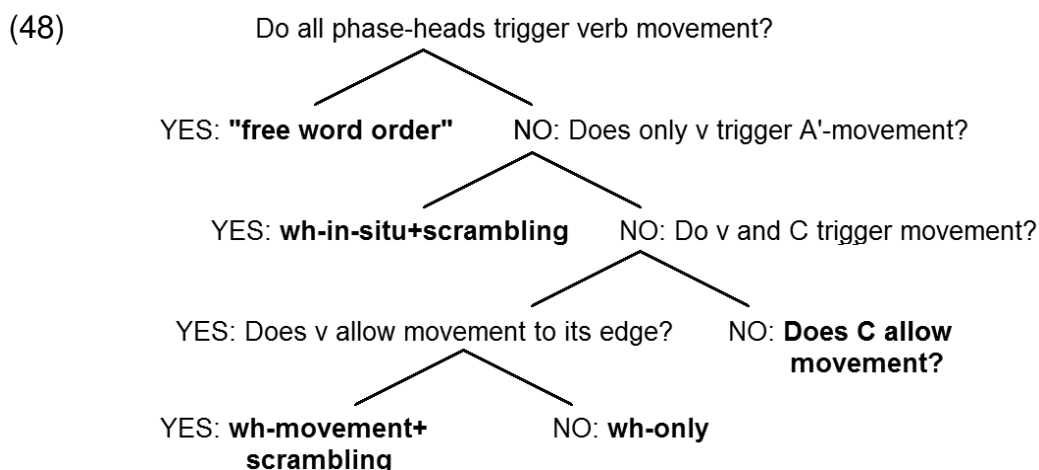 (48) Do all phase-heads trigger verb movement?
YES: "free word order" NO: Does only v trigger A'-movement?
YES: wh-in-situ+scrambling NO: Do v and C trigger movement?
YES: Does v allow movement to its edge? NO: Does C allow
movement?
YES: wh-movement+ NO: wh-only
scrambling